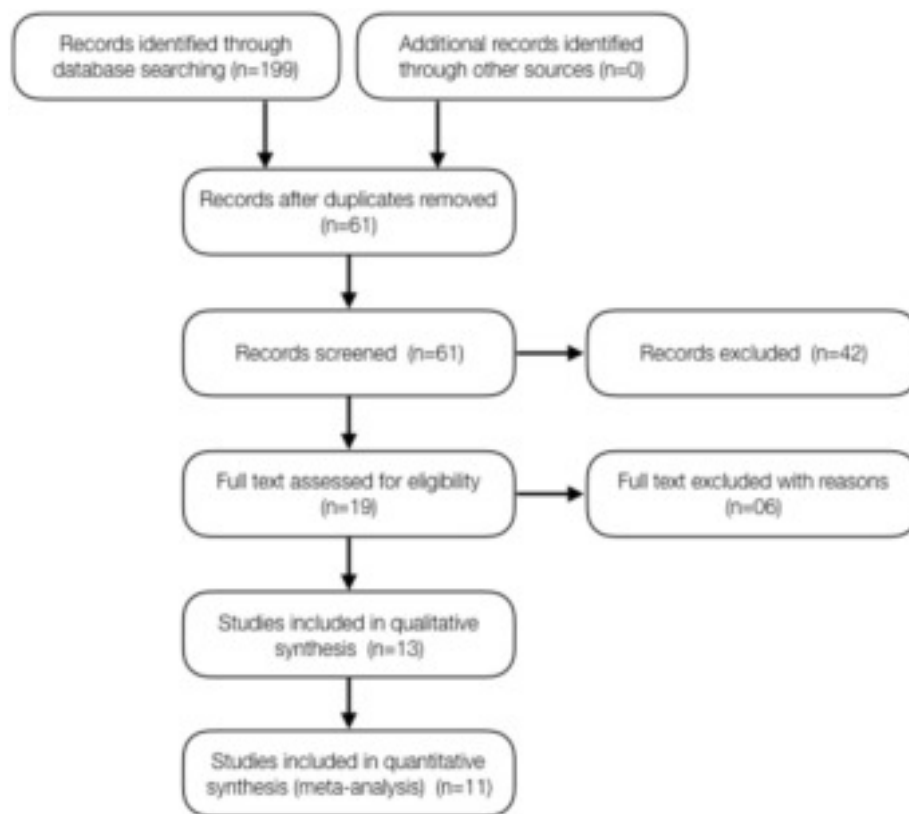 Records identified through
database searching (n=199)
Additional records identified
through other sources (n=0)
Records after duplicates removed
(n=61)
Records screened (n=61)
Records excluded (n=42)
Full text assessed for eligibility
(n=19)
Full text excluded with reasons
(n=06)
Studies included in qualitative
synthesis (n=13)
Studies included in quantitative
synthesis (meta-analysis) (n=11)